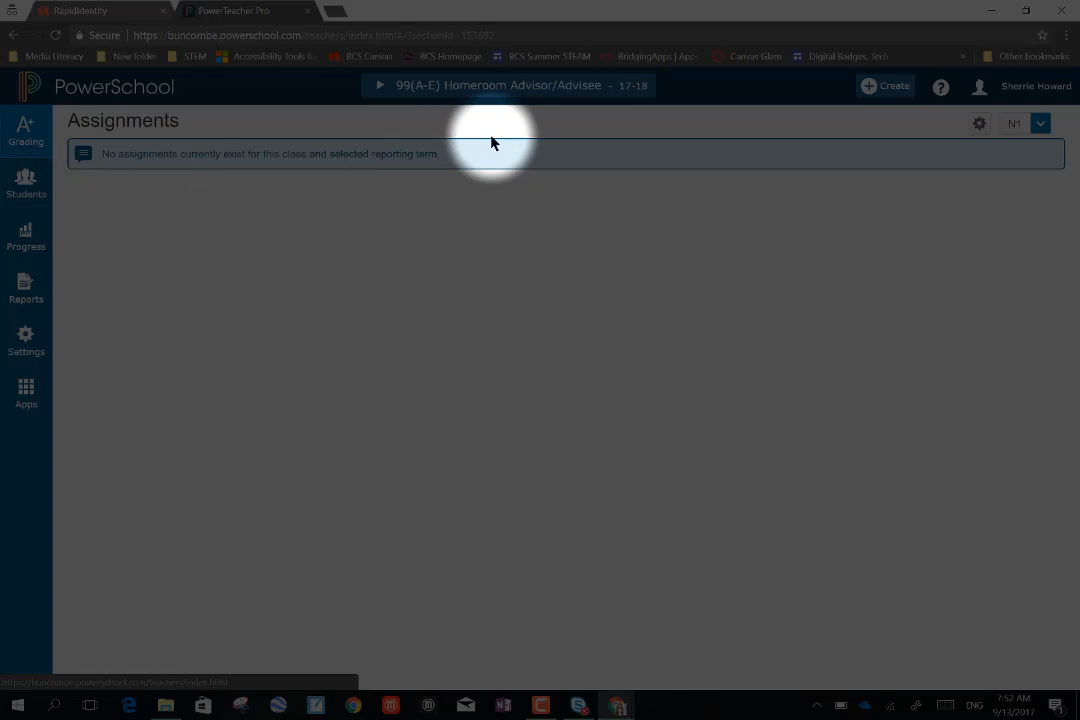 RapidIdentity
PowerTeacher Pro
Secure
https://buncombe.powerschool.com/teachers/index.html#/?sectionId=153692
Media Literacy
New folder
STEM
Accessibility Tools fo
BCS Canvas
BCS Homepage
BCS Summer STEAM
BridgingApps | Apps
Canvas Glam
Digital Badges, Tech
»
Other bookmarks
PowerSchool
99(A-E) Homeroom Advisor/Advisee - 17-18
Create
Sherrie Howard
A+
Grading
Assignments
N1
No assignments currently exist for this class and selected reporting term.
Students
Progress
Reports
Settings
Apps
https://buncombe.powerschool.com/teachers/index.html
ENG
7:52 AM
9/13/2017